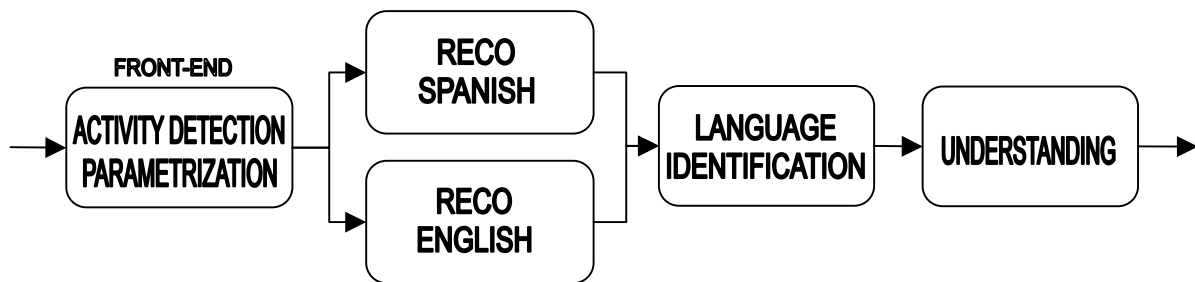 FRONT-END
ACTIVITY DETECTION
PARAMETRIZATION
RECO
SPANISH
RECO
ENGLISH
LANGUAGE
IDENTIFICATION
UNDERSTANDING